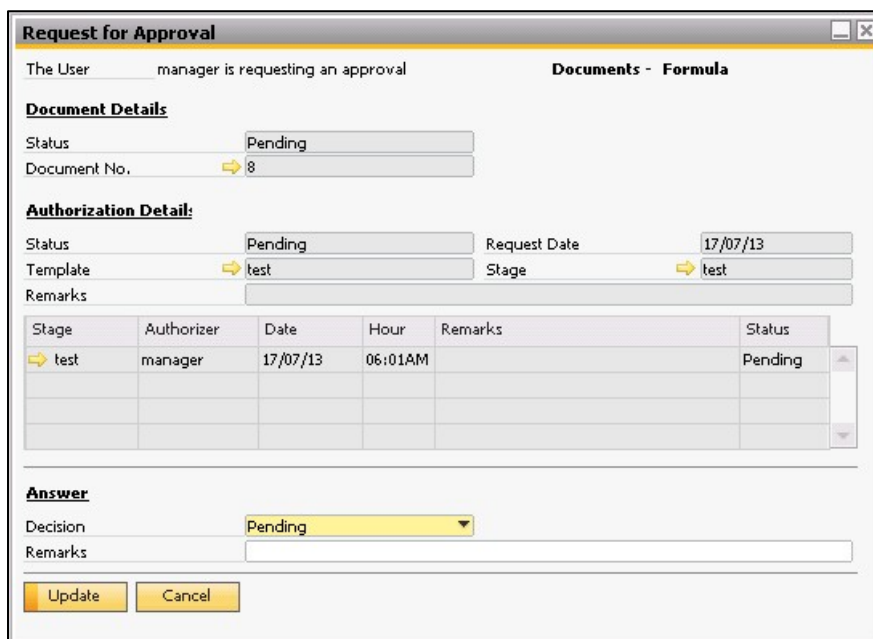 Request for Approval
The User manager is requesting an approval Documents - Formula
Document Details
Status Pending
Document No. 8
Authorization Details
Status Pending Request Date 17/07/13
Template test Stage test
Remarks
Stage Authorizer Date Hour Remarks Status
test manager 17/07/13 06:01AM Pending
Answer
Decision Pending
Remarks
Update Cancel